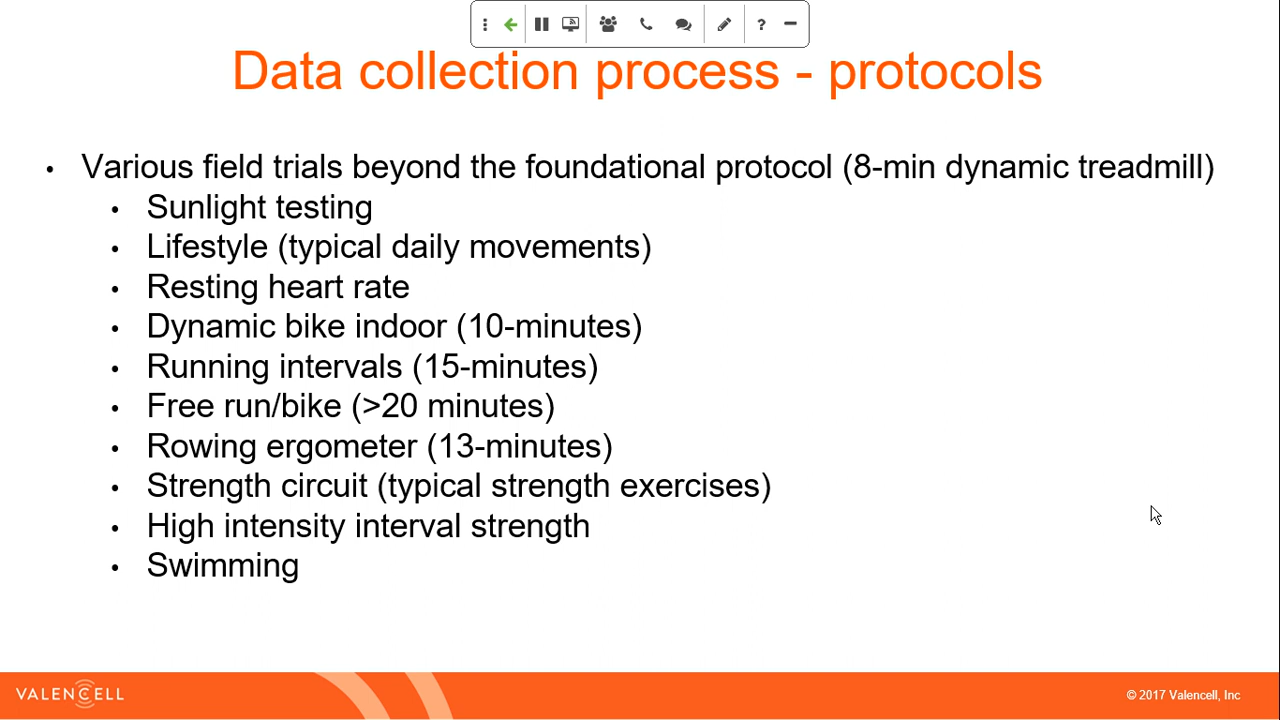 Data collection process - protocols
• Various field trials beyond the foundational protocol (8-min dynamic treadmill)
• Sunlight testing
• Lifestyle (typical daily movements)
• Resting heart rate
• Dynamic bike indoor (10-minutes)
• Running intervals (15-minutes)
• Free run/bike (>20 minutes)
• Rowing ergometer (13-minutes)
• Strength circuit (typical strength exercises)
• High intensity interval strength
• Swimming
VALENCELL
© 2017 Valencell, Inc